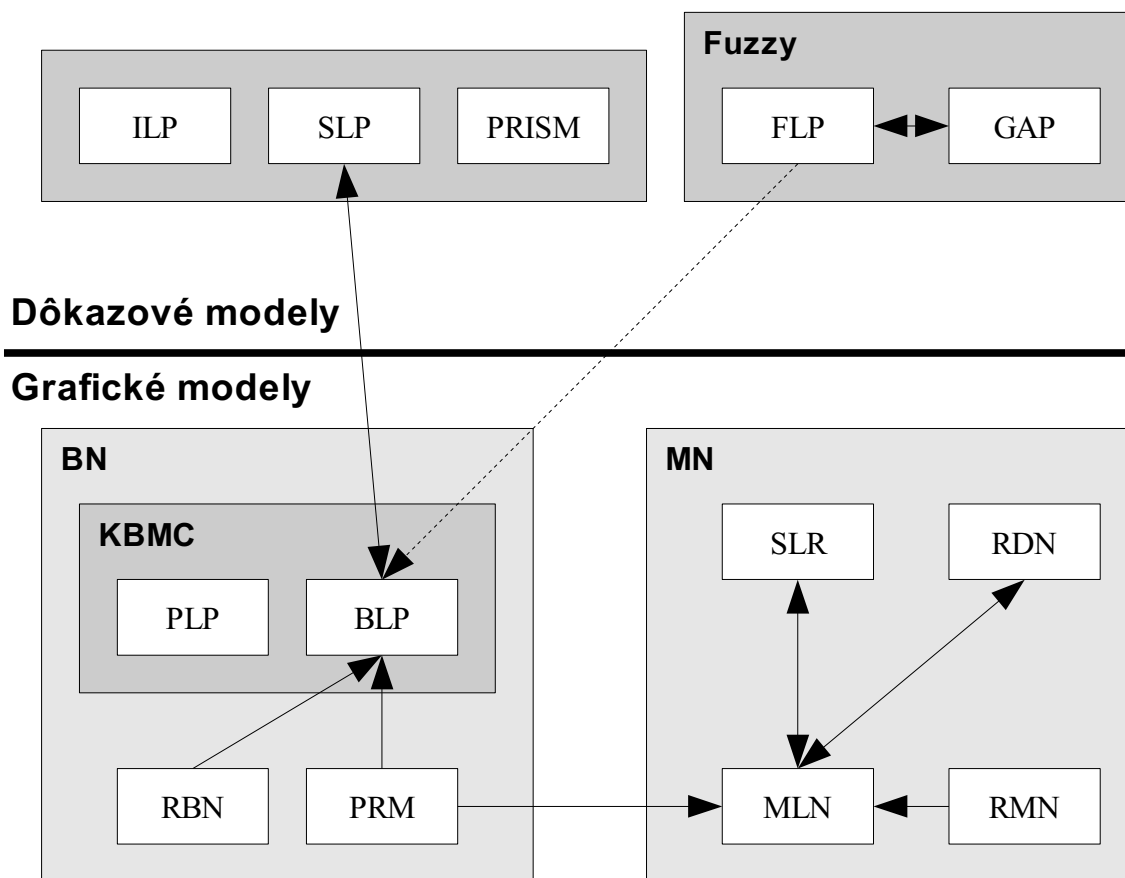 Fuzzy
ILP
SLP
PRISM
FLP
GAP
Dôkazové modely
Grafické modely
BN
MN
KBMC
SLR
RDN
PLP
BLP
RBN
PRM
MLN
RMN